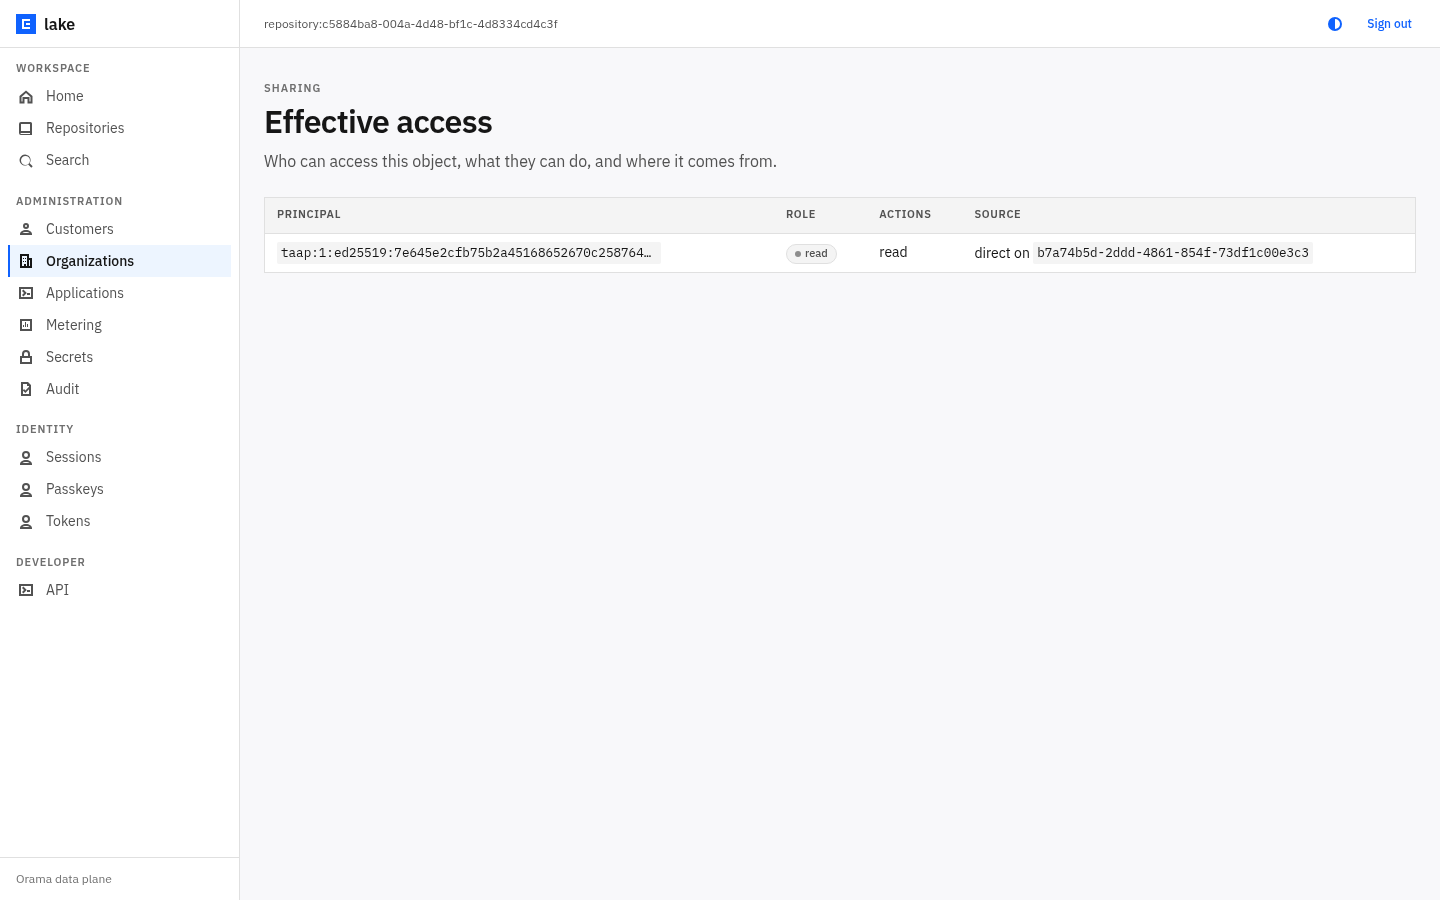 lake
repository:c5884ba8-004a-4d48-bf1c-4d8334cd4c3f
Sign out
WORKSPACE
Home
Repositories
Search
ADMINISTRATION
Customers
Organizations
Applications
Metering
Secrets
Audit
IDENTITY
Sessions
Passkeys
Tokens
DEVELOPER
API
Orama data plane
SHARING
Effective access
Who can access this object, what they can do, and where it comes from.
PRINCIPAL ROLE ACTIONS SOURCE
taap:1:ed25519:7e645e2cfb75b2a45168652670c258764… read read direct on b7a74b5d-2ddd-4861-854f-73df1c00e3c3